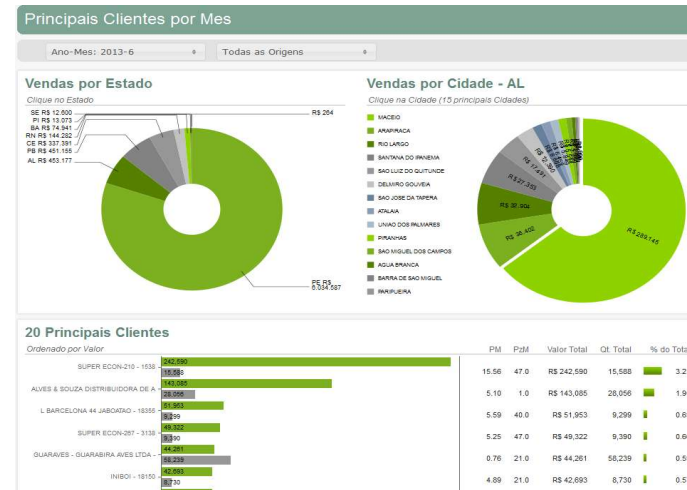 Principais Clientes por Mes
Ano-Mes: 2013-6
Todas as Origens
Vendas por Estado
Clique no Estado
SE R$ 12.600
PI R$ 13.073
BA R$ 74.941
RN R$ 144.282
CE R$ 337.391
PB R$ 451.155
AL R$ 453.177
R$ 264
PE R$
5.034.587
Vendas por Cidade - AL
Clique na Cidade (15 principais Cidades)
MACEIO
ARAPIRACA
RIO LARGO
SANTANA DO IPANEMA
SAO LUIZ DO QUITUNDE
DELMIRO GOUVEIA
SAO JOSE DA TAPERA
ATALAIA
UNIAO DOS PALMARES
PIRANHAS
SAO MIGUEL DOS CAMPOS
AGUA BRANCA
BARRA DE SAO MIGUEL
PARIPUEIRA
R$ 27.353
R$ 36.402
R$ 289.145
20 Principais Clientes
Ordenado por Valor
PM PzM Valor Total Qt. Total % do Tota
SUPER ECON-210 - 1538 242,590 15,588 15.56 47.0 R$ 242,590 15,588 3.2
ALVES & SOUZA DISTRIBUIDORA DE A 143,085 28,056 5.10 1.0 R$ 143,085 28,056 1.9
L BARCELONA 44 JABOATAO - 18355 51,953 9,299 5.59 40.0 R$ 51,953 9,299 0.6
SUPER ECON-267 - 3138 49,322 9,390 5.25 47.0 R$ 49,322 9,390 0.6
GUARAVES - GUARABIRA AVES LTDA - 44,261 58,239 0.76 21.0 R$ 44,261 58,239 0.5
INIBOI - 18150 8,730 4.89 21.0 R$ 42,693 8,730 0.5